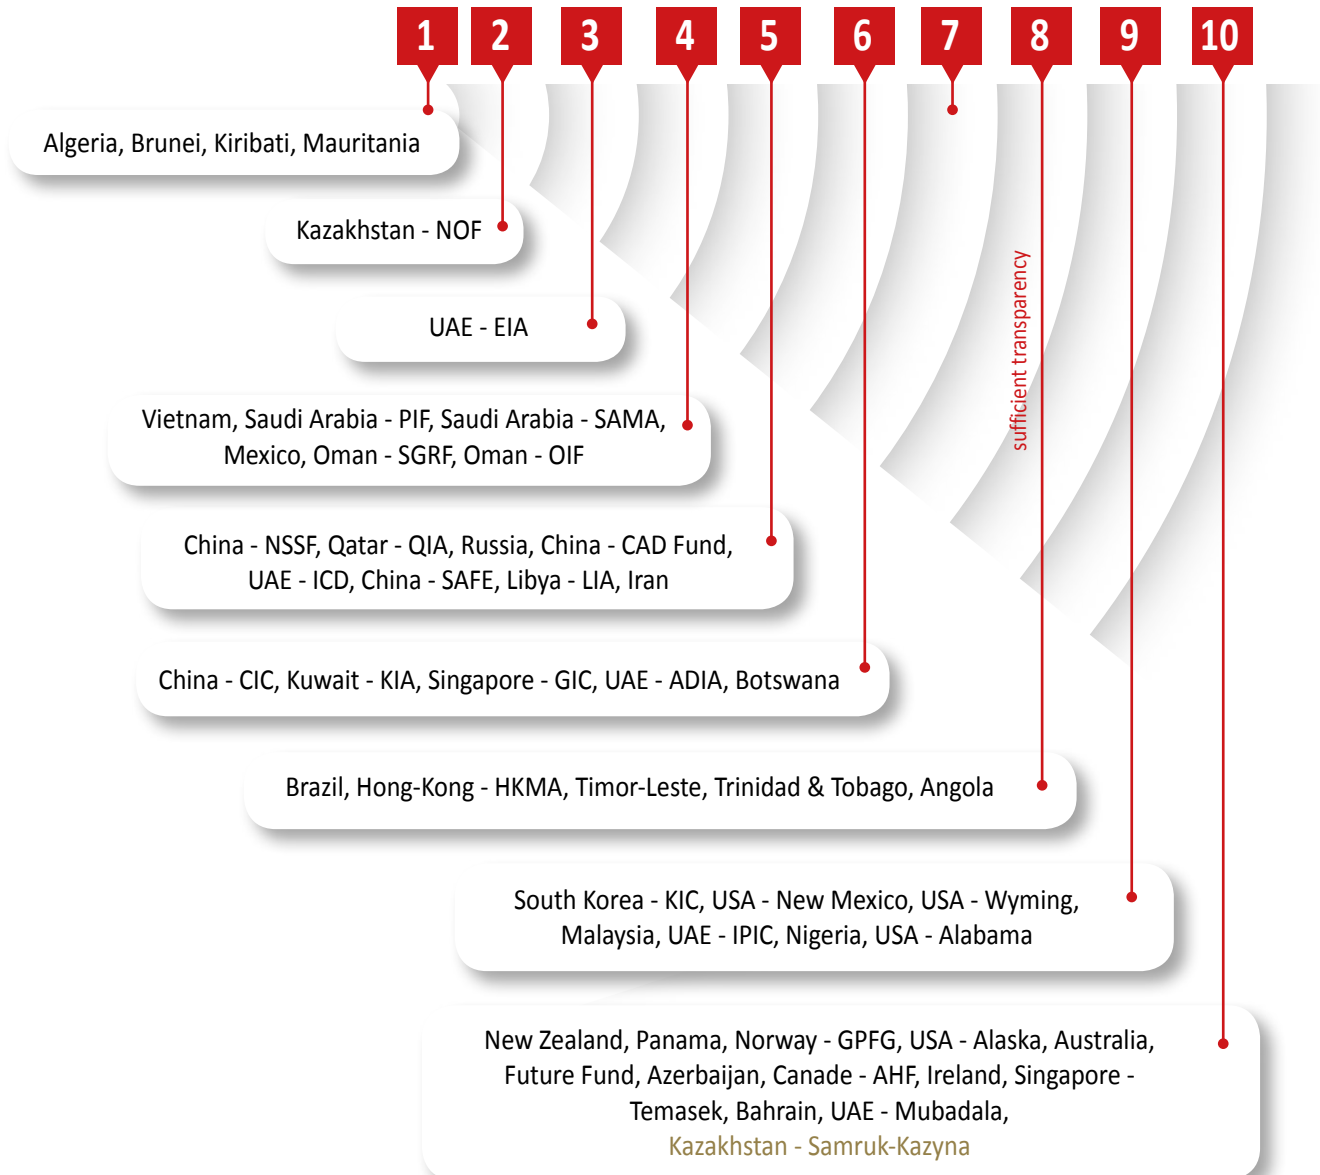 1 2 3 4 5 6 7 8 9 10
Algeria, Brunei, Kiribati, Mauritania
Kazakhstan - NOF
sufficient transparency
UAE - EIA
Vietnam, Saudi Arabia - PIF, Saudi Arabia - SAMA,
Mexico, Oman - SGRF, Oman - OIF
China - NSSF, Qatar - QIA, Russia, China - CAD Fund,
UAE - ICD, China - SAFE, Libya - LIA, Iran
China - CIC, Kuwait - KIA, Singapore - GIC, UAE - ADIA, Botswana
Brazil, Hong-Kong - HKMA, Timor-Leste, Trinidad & Tobago, Angola
South Korea - KIC, USA - New Mexico, USA - Wyming,
Malaysia, UAE - IPIC, Nigeria, USA - Alabama
New Zealand, Panama, Norway - GPFG, USA - Alaska, Australia,
Future Fund, Azerbaijan, Canade - AHF, Ireland, Singapore -
Temasek, Bahrain, UAE - Mubadala,
Kazakhstan - Samruk-Kazyna